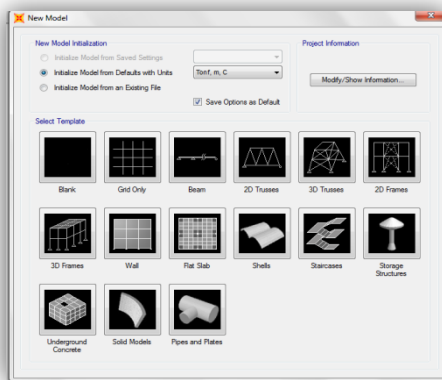 New Model
New Model Initialization
Project Information
Initialize Model from Saved Settings
Initialize Model from Defaults with Units
Tonf, m, C
Modify/Show Information...
Initialize Model from an Existing File
Save Options as Default
Select Template
Blank
Grid Only
Beam
2D Trusses
3D Trusses
2D Frames
3D Frames
Wall
Flat Slab
Shells
Staircases
Storage
Structures
Underground
Concrete
Solid Models
Pipes and Plates